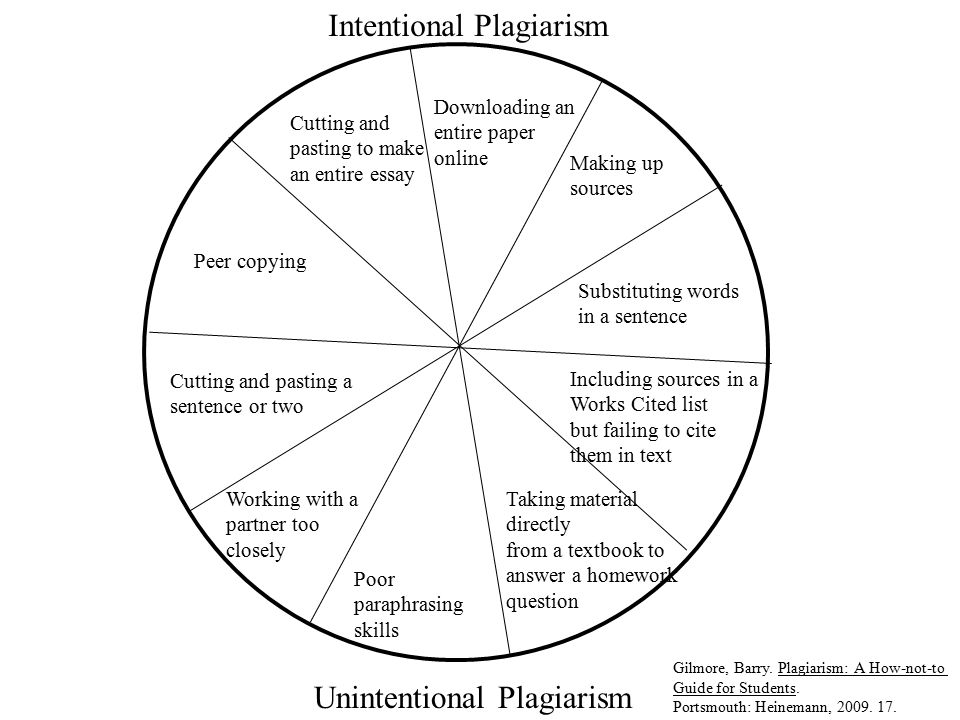 Intentional Plagiarism
Downloading an
entire paper
online
Cutting and
pasting to make
an entire essay
Making up
sources
Peer copying
Substituting words
in a sentence
Cutting and pasting a
sentence or two
Including sources in a
Works Cited list
but failing to cite
them in text
Working with a
partner too
closely
Taking material
directly
from a textbook to
answer a homework
question
Poor
paraphrasing
skills
Unintentional Plagiarism
Gilmore, Barry. Plagiarism: A How-not-to
Guide for Students.
Portsmouth: Heinemann, 2009. 17.